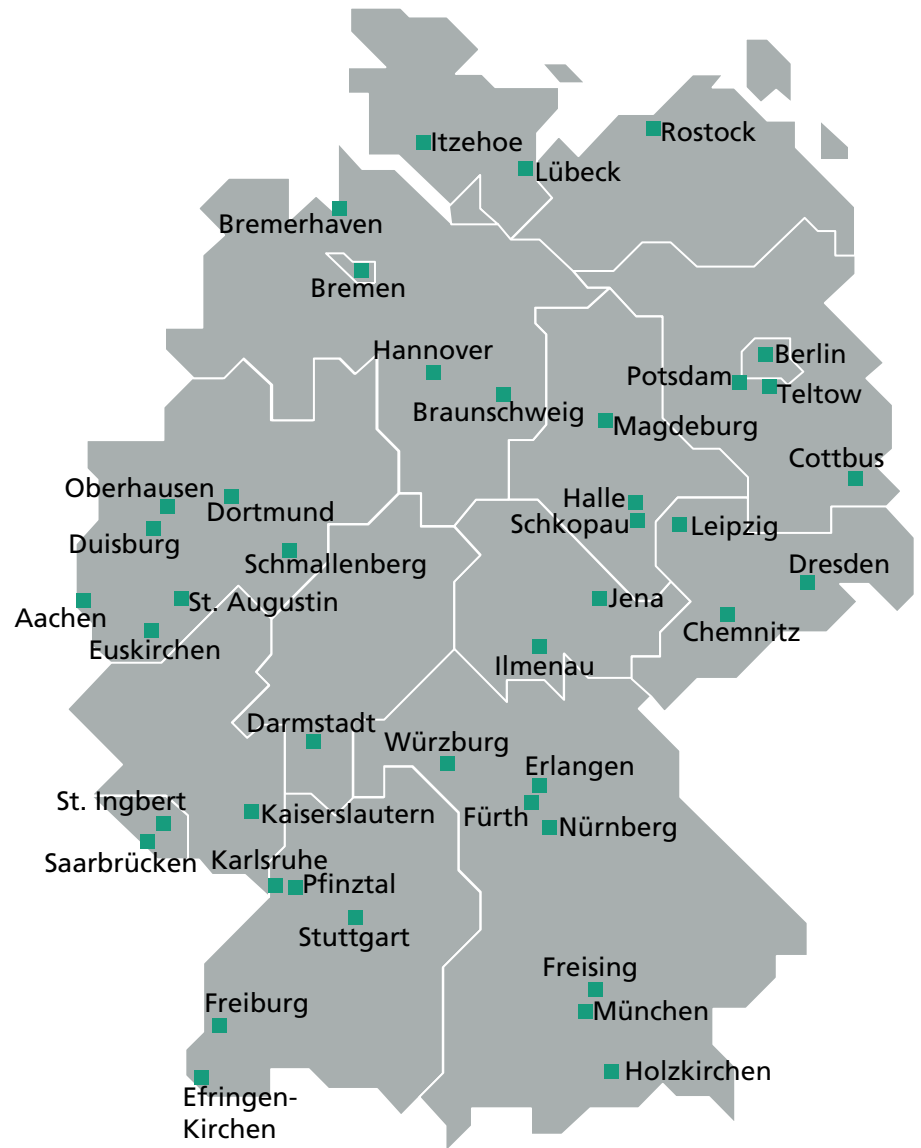 Itzehoe
Rostock
Lübeck
Bremerhaven
Bremen
Hannover
Berlin
Potsdam
Teltow
Braunschweig
Magdeburg
Cottbus
Oberhausen
Dortmund
Halle
Schkopau
Leipzig
Duisburg
Schmallenberg
Dresden
Aachen
St. Augustin
Jena
Chemnitz
Euskirchen
Ilmenau
Darmstadt
Würzburg
Erlangen
St. Ingbert
Kaiserslautern
Fürth
Nürnberg
Saarbrücken
Karlsruhe
Pfinztal
Stuttgart
Freising
Freiburg
München
Holzkirchen
Efringen-
Kirchen